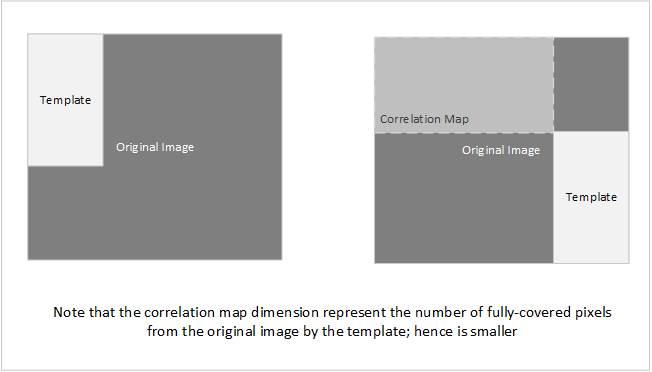 Template
Original Image
Correlation Map
Original Image
Template
Note that the correlation map dimension represent the number of fully-covered pixels
from the original image by the template; hence is smaller